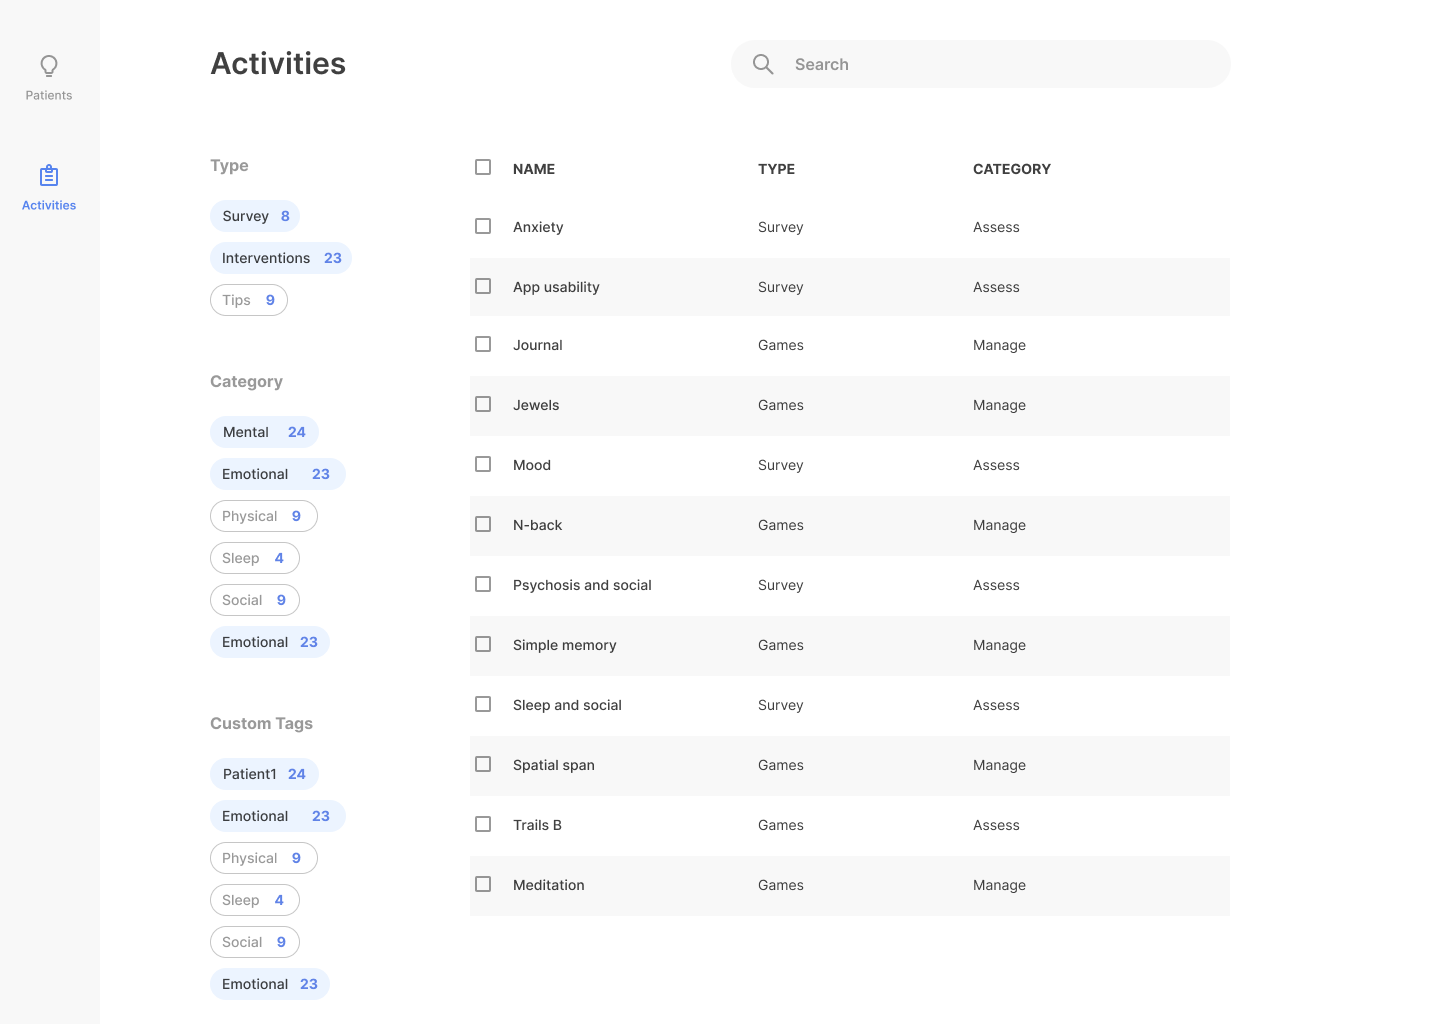 Patients
Activities
Activities
Search
Type
Survey 8
Interventions 23
Tips 9
Category
Mental 24
Emotional 23
Physical 9
Sleep 4
Social 9
Emotional 23
Custom Tags
Patient1 24
Emotional 23
Physical 9
Sleep 4
Social 9
Emotional 23
NAME TYPE CATEGORY
Anxiety Survey Assess
App usability Survey Assess
Journal Games Manage
Jewels Games Manage
Mood Survey Assess
N-back Games Manage
Psychosis and social Survey Assess
Simple memory Games Manage
Sleep and social Survey Assess
Spatial span Games Manage
Trails B Games Assess
Meditation Games Manage